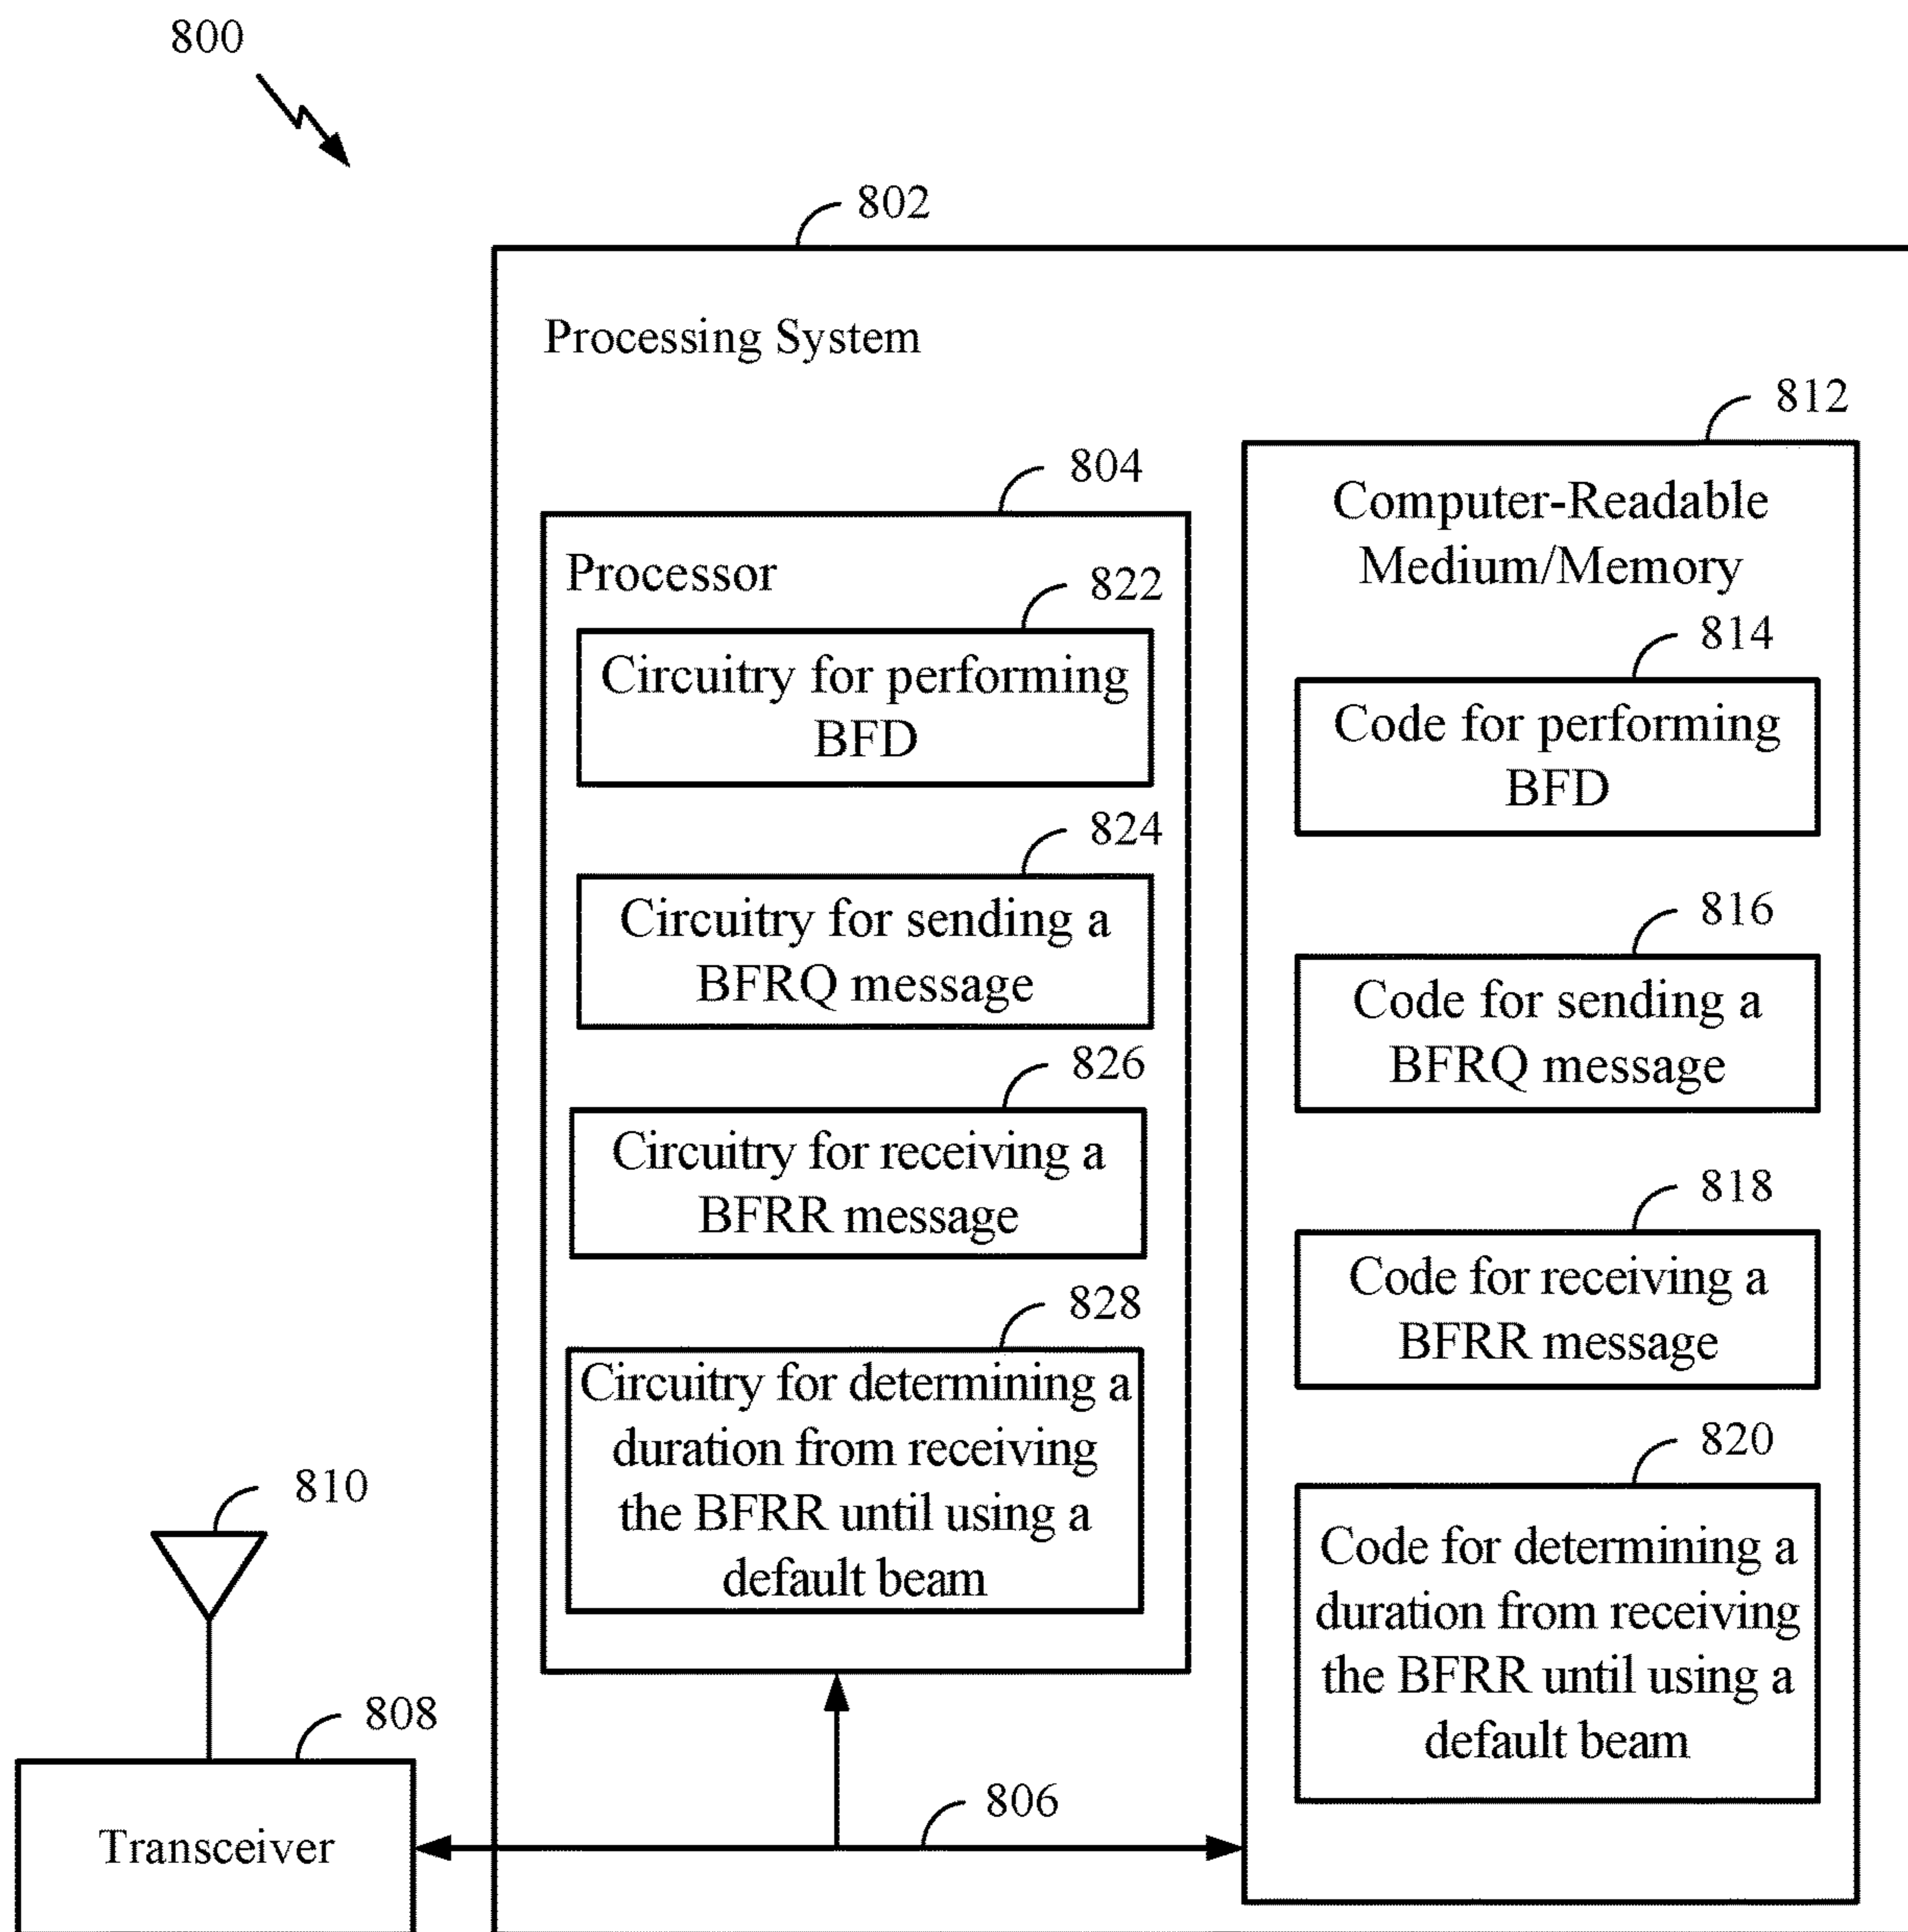 800
802
Processing System
804
Processor
822
Circuitry for performing
BFD
824
Circuitry for sending a
BFRQ message
826
Circuitry for receiving a
BFRR message
828
Circuitry for determining a
duration from receiving
the BFRR until using a
default beam
812
Computer-Readable
Medium/Memory
814
Code for performing
BFD
816
Code for sending a
BFRQ message
818
Code for receiving a
BFRR message
820
Code for determining a
duration from receiving
the BFRR until using a
default beam
810
808
Transceiver
806